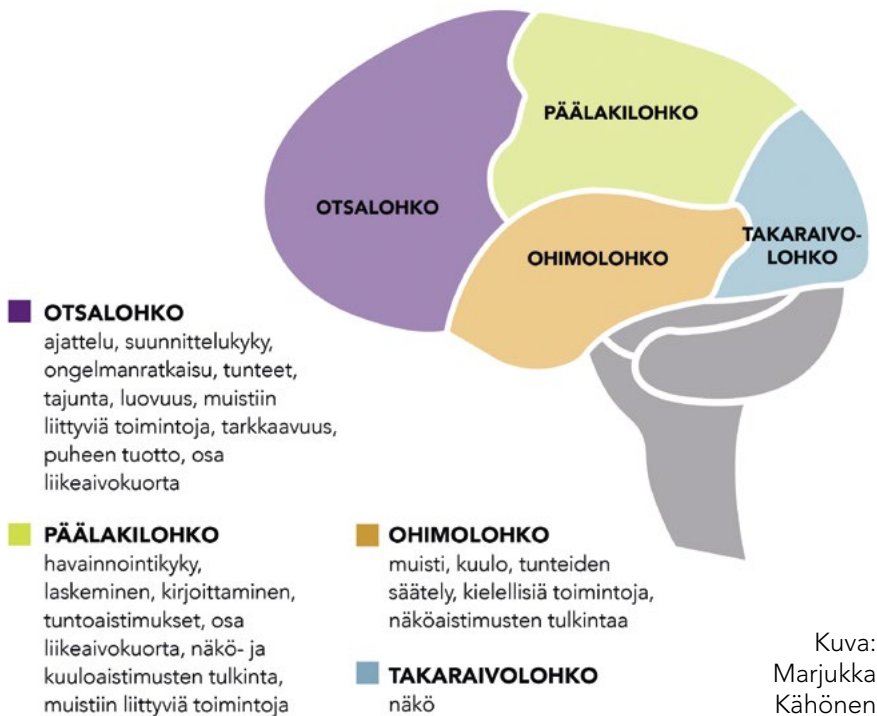 PÄÄLAKILOHKO
OTSALOHKO
OHIMOLOHKO
TAKARAIVO-
LOHKO
OTSALOHKO
ajattelu, suunnittelukyky,
ongelmanratkaisu, tunteet,
tajunta, luovuus, muistiin
liittyviä toimintoja, tarkkaavuus,
puheen tuotto, osa
liikeaivokuorta
PÄÄLAKILOHKO
havainnointikyky,
laskeminen, kirjoittaminen,
tuntoaistimukset, osa
liikeaivokuorta, näkö- ja
kuuloaistimusten tulkinta,
muistiin liittyviä toimintoja
OHIMOLOHKO
muisti, kuulo, tunteiden
säätely, kielellisiä toimintoja,
näköaistimusten tulkintaa
TAKARAIVOLOHKO
näkö
Kuva:
Marjukka
Kähönen